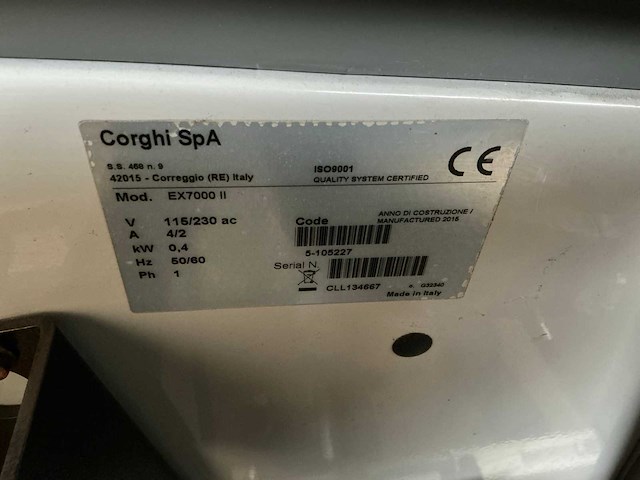 Corghi SpA
S.S. 468 n. 9
42015 - Correggio (RE) Italy
ISO9001
QUALITY SYSTEM CERTIFIED
CE
Mod. EX7000 II
V 115/230 ac
A 4/2
kW 0,4
Hz 50/60
Ph 1
Code
ANNO DI COSTRUZIONE /
MANUFACTURED 2015
5-105227
Serial N.
CLL134667
Made in Italy